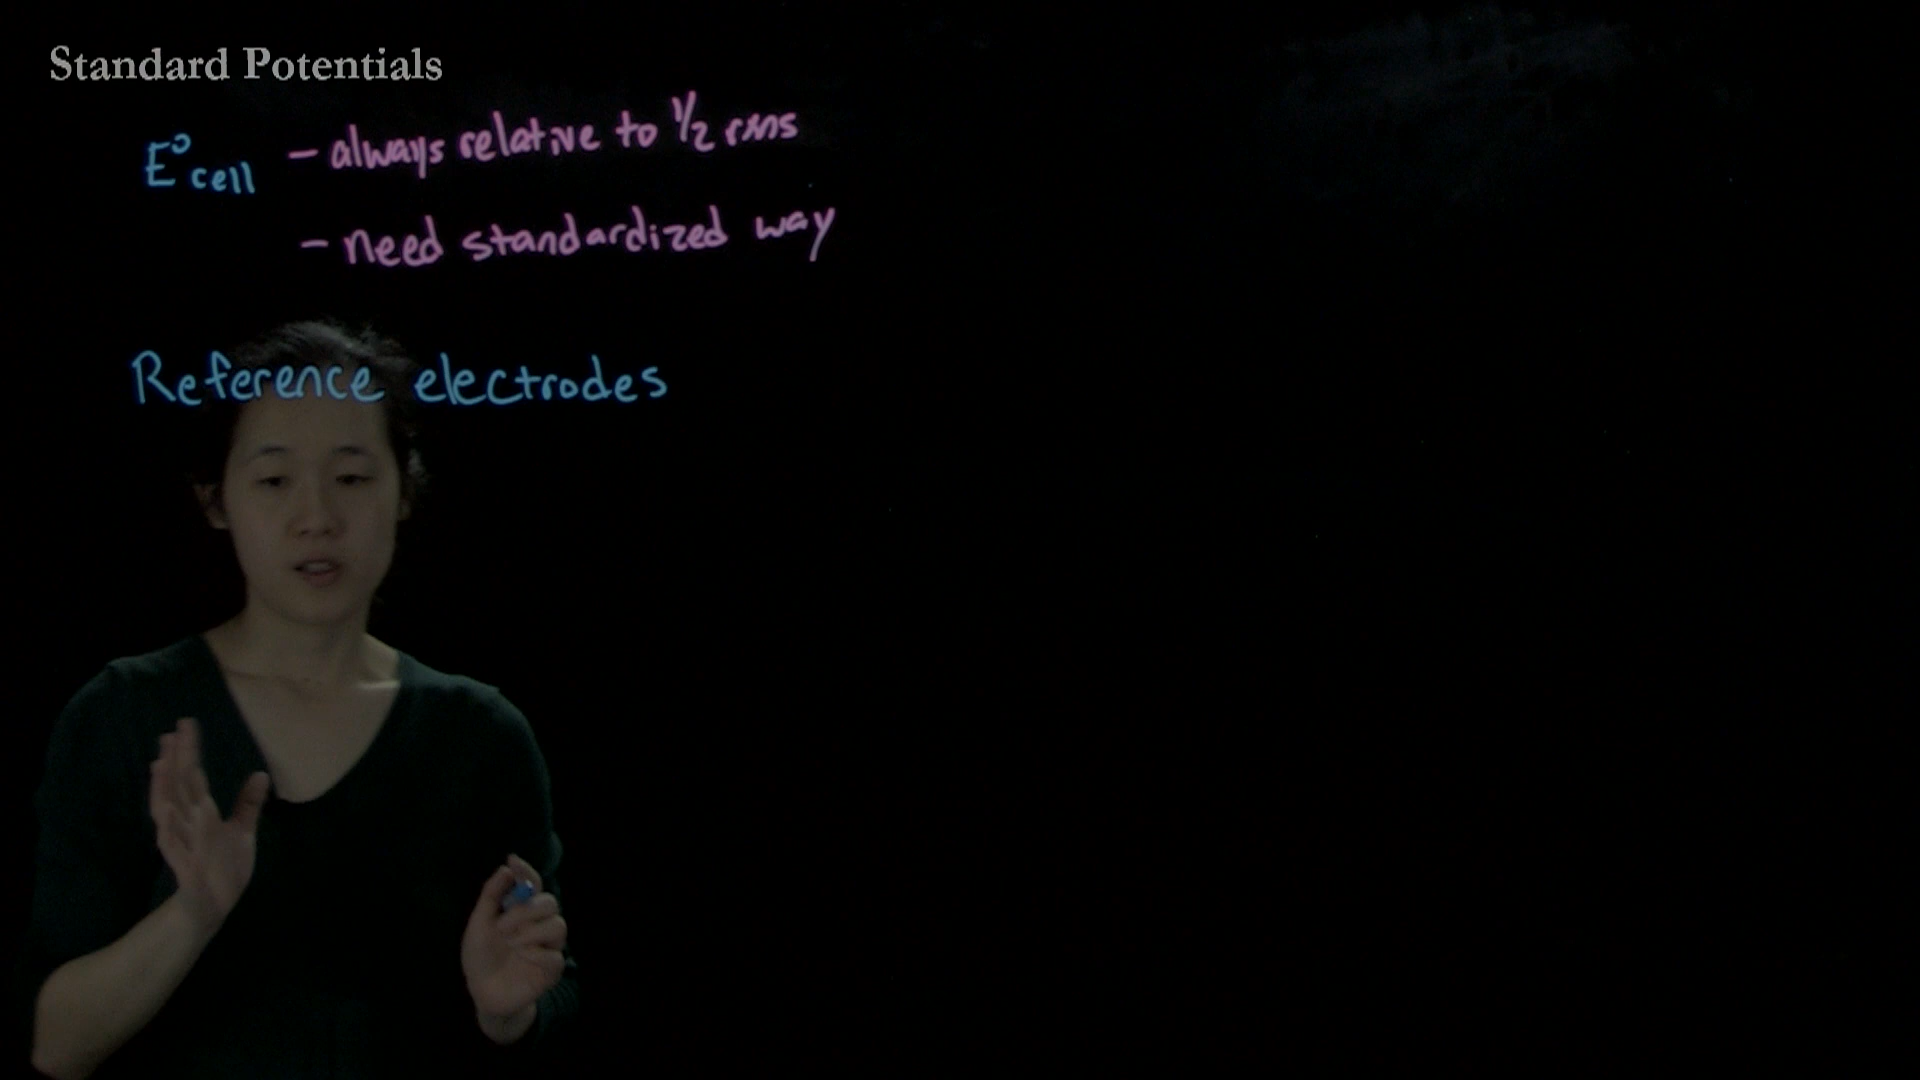 Standard Potentials
E°cell - always relative to 1/2 rxns
- need standardized way
Reference electrodes